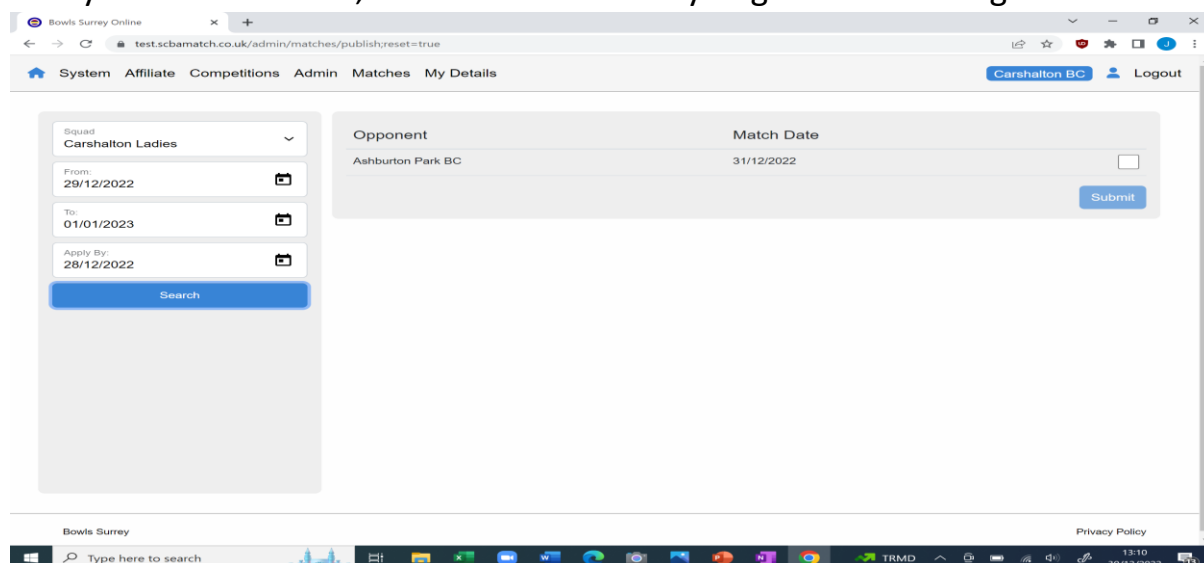 Bowls Surrey Online
test.scbamatch.co.uk/admin/matches/publish;reset=true
System Affiliate Competitions Admin Matches My Details Carshalton BC Logout
Squad
Carshalton Ladies
From:
29/12/2022
To:
01/01/2023
Apply By:
28/12/2022
Search
Opponent Match Date
Ashburton Park BC 31/12/2022
Submit
Bowls Surrey Privacy Policy
Type here to search TRMD 13:10